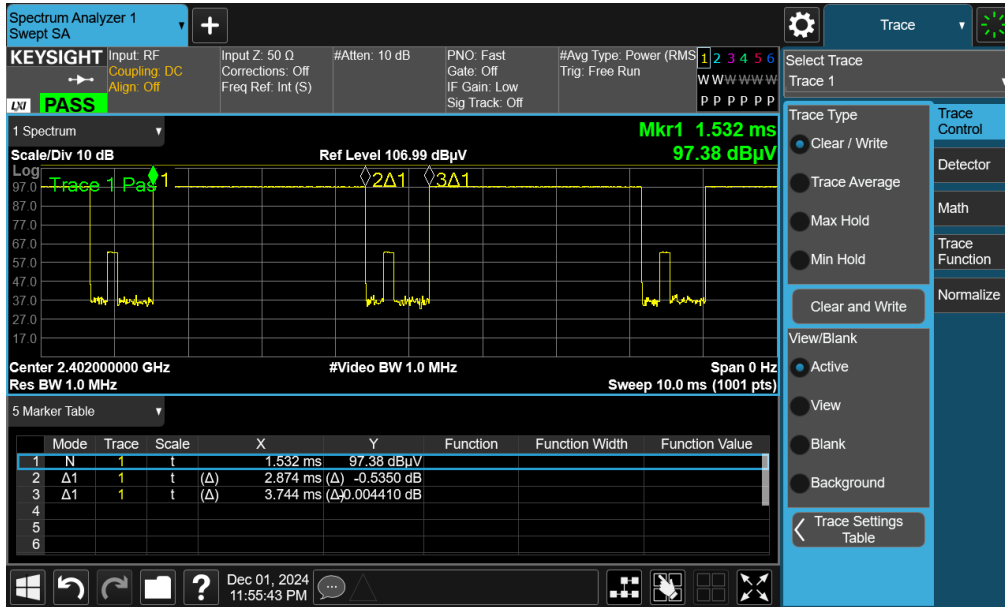 Spectrum Analyzer 1
Swept SA
+
Trace
KEYSIGHT
Input: RF
Coupling: DC
Align: Off
Input Z: 50 Ω
Corrections: Off
Freq Ref: Int (S)
#Atten: 10 dB
PNO: Fast
Gate: Off
IF Gain: Low
Sig Track: Off
#Avg Type: Power (RMS
Trig: Free Run
1 2 3 4 5 6
W W W W W W
P P P P P P
LXI
PASS
Select Trace
Trace 1
1 Spectrum
Scale/Div 10 dB
Ref Level 106.99 dBµV
Mkr1 1.532 ms
97.38 dBµV
Log
Trace 1 Pas
1
2Δ1
3Δ1
97.0
87.0
77.0
67.0
57.0
47.0
37.0
27.0
17.0
Center 2.402000000 GHz
#Video BW 1.0 MHz
Span 0 Hz
Res BW 1.0 MHz
Sweep 10.0 ms (1001 pts)
5 Marker Table
Mode Trace Scale X Y Function Function Width Function Value
1 N 1 t 1.532 ms 97.38 dBµV
2 Δ1 1 t (Δ) 2.874 ms (Δ) -0.5350 dB
3 Δ1 1 t (Δ) 3.744 ms (Δ)-0.004410 dB
4
5
6
Trace Type
Clear / Write
Trace Average
Max Hold
Min Hold
Clear and Write
View/Blank
Active
View
Blank
Background
Trace Settings
Table
Trace
Control
Detector
Math
Trace
Function
Normalize
?
Dec 01, 2024
11:55:43 PM